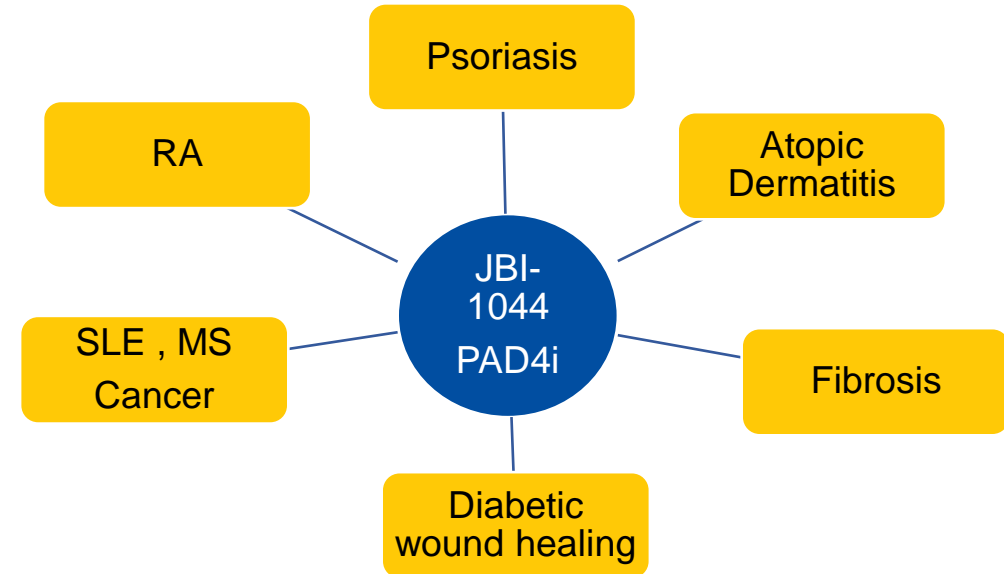 Psoriasis
RA
Atopic
Dermatitis
JBI-
1044
PAD4i
SLE , MS
Cancer
Fibrosis
Diabetic
wound healing